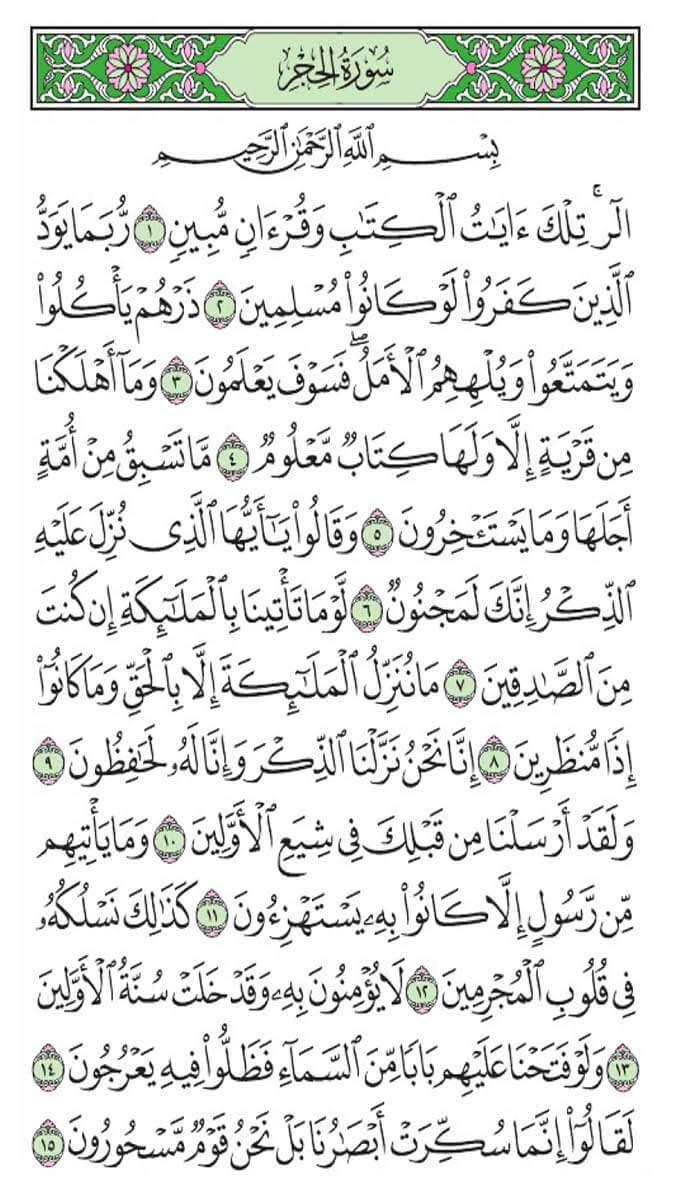 سُورَةُ الحِجْرِ
بِسْمِ ٱللَّهِ ٱلرَّحْمَٰنِ ٱلرَّحِيمِ
الٓرۚ تِلْكَ ءَايَٰتُ ٱلْكِتَٰبِ وَقُرْءَانٍ مُّبِينٍ ١ رُّبَمَا يَوَدُّ
ٱلَّذِينَ كَفَرُوا۟ لَوْ كَانُوا۟ مُسْلِمِينَ ٢ ذَرْهُمْ يَأْكُلُوا۟
وَيَتَمَتَّعُوا۟ وَيُلْهِهِمُ ٱلْأَمَلُۖ فَسَوْفَ يَعْلَمُونَ ٣ وَمَآ أَهْلَكْنَا
مِن قَرْيَةٍ إِلَّا وَلَهَا كِتَابٌ مَّعْلُومٌ ٤ مَّا تَسْبِقُ مِنْ أُمَّةٍ
أَجَلَهَا وَمَا يَسْتَـْٔخِرُونَ ٥ وَقَالُوا۟ يَٰٓأَيُّهَا ٱلَّذِى نُزِّلَ عَلَيْهِ
ٱلذِّكْرُ إِنَّكَ لَمَجْنُونٌ ٦ لَّوْمَا تَأْتِينَا بِٱلْمَلَٰٓئِكَةِ إِن كُنتَ
مِنَ ٱلصَّٰدِقِينَ ٧ مَا نُنَزِّلُ ٱلْمَلَٰٓئِكَةَ إِلَّا بِٱلْحَقِّ وَمَا كَانُوٓا۟
إِذًا مُّنظَرِينَ ٨ إِنَّا نَحْنُ نَزَّلْنَا ٱلذِّكْرَ وَإِنَّا لَهُۥ لَحَٰفِظُونَ ٩
وَلَقَدْ أَرْسَلْنَا مِن قَبْلِكَ فِى شِيَعِ ٱلْأَوَّلِينَ ١٠ وَمَا يَأْتِيهِم
مِّن رَّسُولٍ إِلَّا كَانُوا۟ بِهِۦ يَسْتَهْزِءُونَ ١١ كَذَٰلِكَ نَسْلُكُهُۥ
فِى قُلُوبِ ٱلْمُجْرِمِينَ ١٢ لَا يُؤْمِنُونَ بِهِۦ وَقَدْ خَلَتْ سُنَّةُ ٱلْأَوَّلِينَ
١٣ وَلَوْ فَتَحْنَا عَلَيْهِم بَابًا مِّنَ ٱلسَّمَآءِ فَظَلُّوا۟ فِيهِ يَعْرُجُونَ ١٤
لَقَالُوٓا۟ إِنَّمَا سُكِّرَتْ أَبْصَٰرُنَا بَلْ نَحْنُ قَوْمٌ مَّسْحُورُونَ ١٥